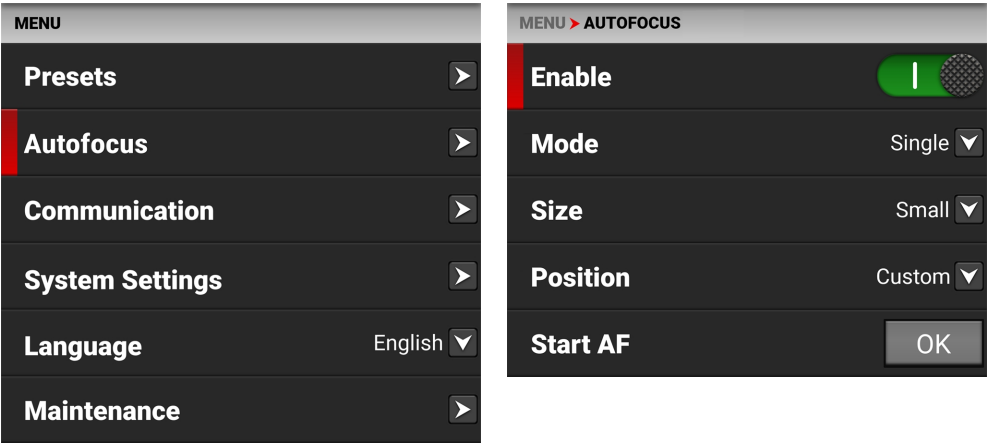 MENU
Presets
Autofocus
Communication
System Settings
Language English
Maintenance
MENU > AUTOFOCUS
Enable
Mode Single
Size Small
Position Custom
Start AF OK